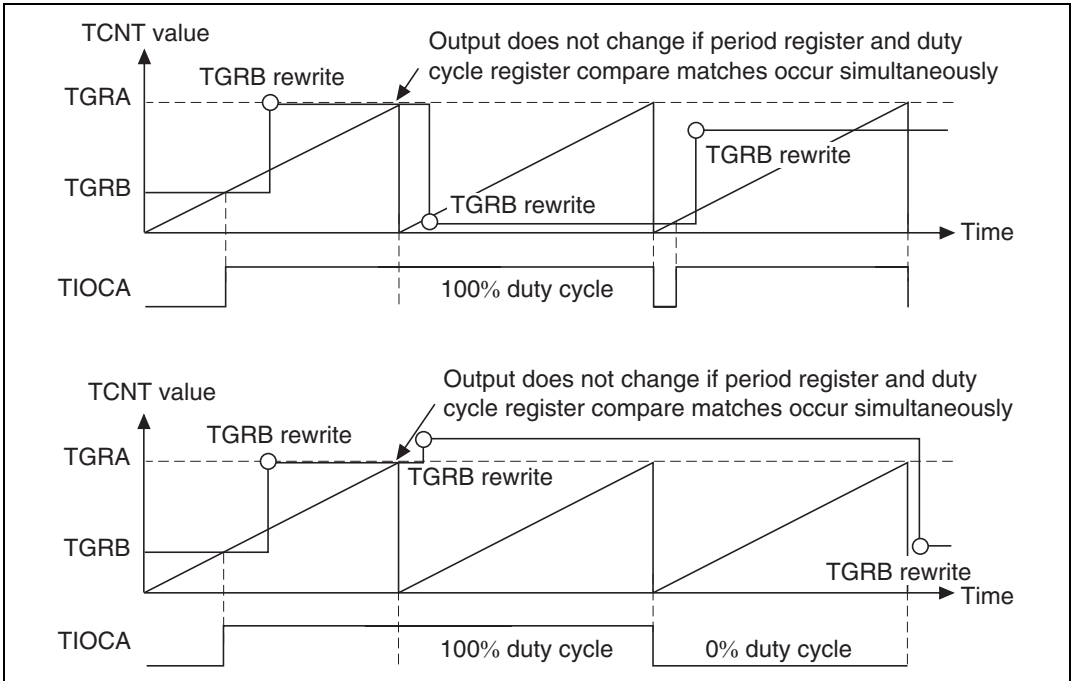 TCNT value
Output does not change if period register and duty
cycle register compare matches occur simultaneously
TGRB rewrite
TGRA
TGRB rewrite
TGRB
TGRB rewrite
Time
TIOCA
100% duty cycle
Output does not change if period register and duty
cycle register compare matches occur simultaneously
TCNT value
TGRB rewrite
TGRA
TGRB rewrite
TGRB
TGRB rewrite
Time
TIOCA
100% duty cycle
0% duty cycle